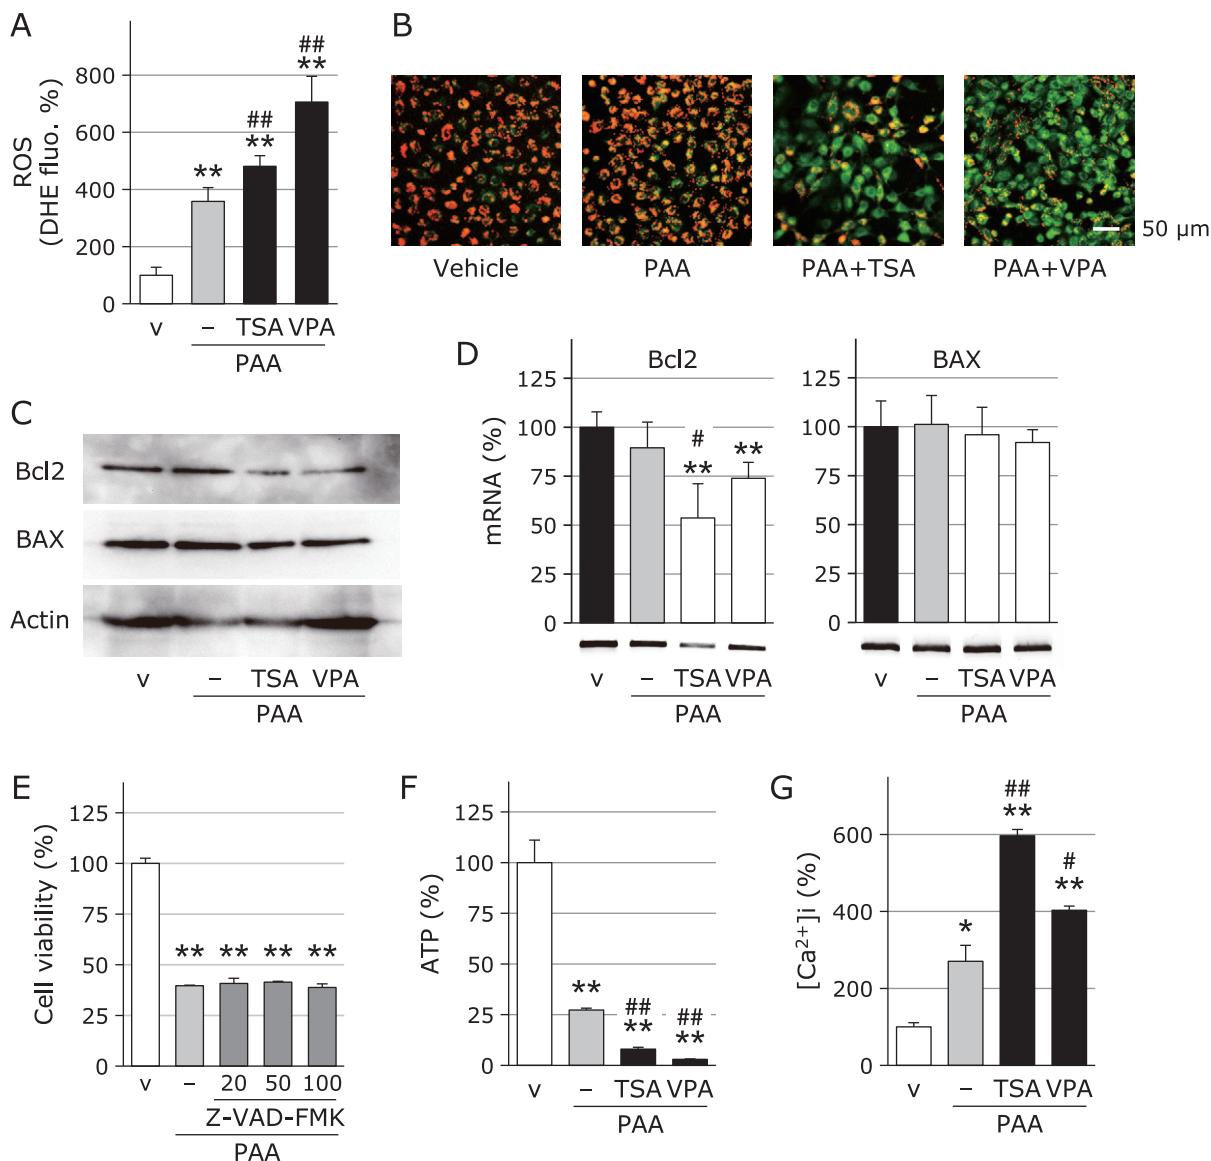 A
ROS
(DHE fluo. %)
800
600
400
200
0
**
##
**
##
**
v
–
TSA
VPA
PAA
B
Vehicle
PAA
PAA+TSA
PAA+VPA
50 μm
C
Bcl2
BAX
Actin
v
–
TSA
VPA
PAA
D
mRNA (%)
Bcl2
125
100
75
50
25
0
#
**
**
v
–
TSA
VPA
PAA
BAX
125
100
75
50
25
0
v
–
TSA
VPA
PAA
E
Cell viability (%)
125
100
75
50
25
0
**
**
**
**
v
–
20
50
100
Z-VAD-FMK
PAA
F
ATP (%)
125
100
75
50
25
0
**
##
**
##
**
v
–
TSA
VPA
PAA
G
[Ca²⁺]i (%)
600
400
200
0
*
##
**
#
**
v
–
TSA
VPA
PAA